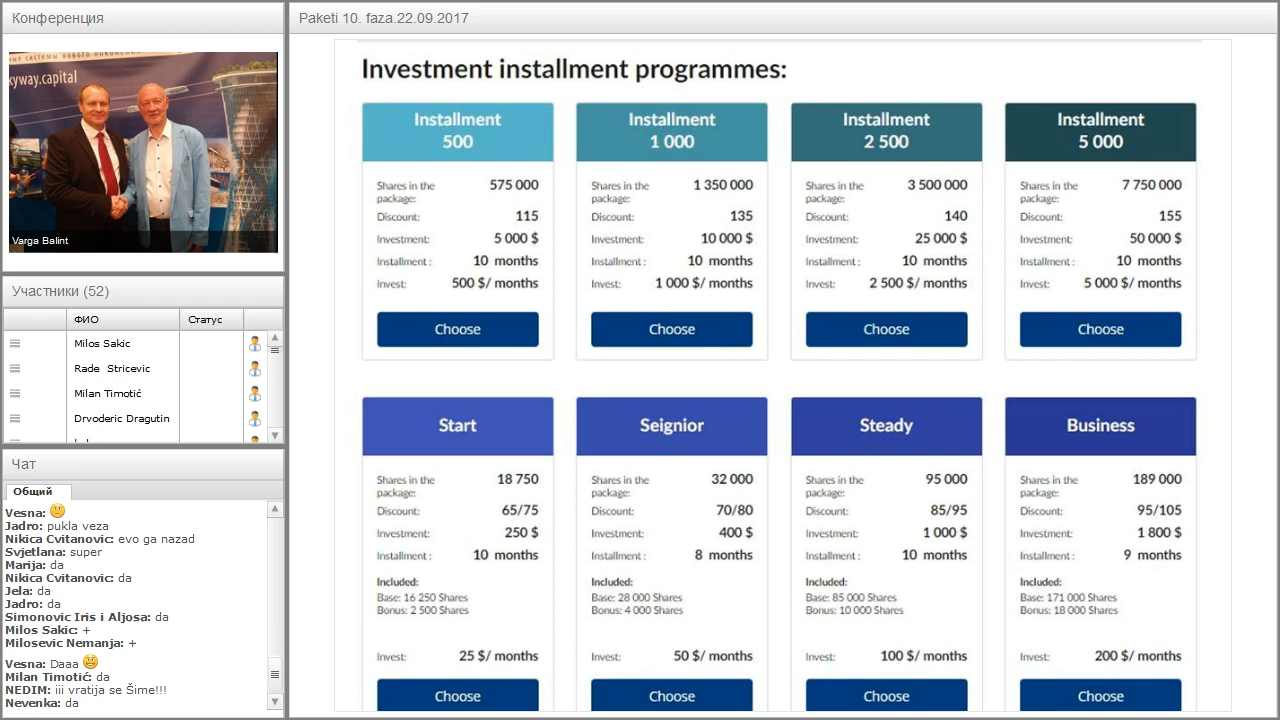 Конференция
kyway.capital
Varga Balint
Участники (52)
ФИО
Статус
Milos Sakic
Rade Stricevic
Milan Timotić
Drvoderic Dragutin
Чат
Общий
Vesna:
Jadro: pukla veza
Nikica Cvitanovic: evo ga nazad
Svjetlana: super
Marija: da
Nikica Cvitanovic: da
Jela: da
Jadro: da
Simonovic Iris i Aljosa: da
Milos Sakic: +
Milosevic Nemanja: +
Vesna: Daaa
Milan Timotić: da
NEDIM: iii vratija se Šime!!!
Nevenka: da
Paketi 10. faza.22.09.2017
Investment installment programmes:
Installment
500
Shares in the
package:
575 000
Discount: 115
Investment: 5 000 $
Installment : 10 months
Invest: 500 $/ months
Choose
Installment
1 000
Shares in the
package:
1 350 000
Discount: 135
Investment: 10 000 $
Installment : 10 months
Invest: 1 000 $/ months
Choose
Installment
2 500
Shares in the
package:
3 500 000
Discount: 140
Investment: 25 000 $
Installment : 10 months
Invest: 2 500 $/ months
Choose
Installment
5 000
Shares in the
package:
7 750 000
Discount: 155
Investment: 50 000 $
Installment : 10 months
Invest: 5 000 $/ months
Choose
Start
Shares in the
package:
18 750
Discount: 65/75
Investment: 250 $
Installment : 10 months
Included:
Base: 16 250 Shares
Bonus: 2 500 Shares
Invest: 25 $/ months
Choose
Seignior
Shares in the
package:
32 000
Discount: 70/80
Investment: 400 $
Installment : 8 months
Included:
Base: 28 000 Shares
Bonus: 4 000 Shares
Invest: 50 $/ months
Choose
Steady
Shares in the
package:
95 000
Discount: 85/95
Investment: 1 000 $
Installment : 10 months
Included:
Base: 85 000 Shares
Bonus: 10 000 Shares
Invest: 100 $/ months
Choose
Business
Shares in the
package:
189 000
Discount: 95/105
Investment: 1 800 $
Installment : 9 months
Included:
Base: 171 000 Shares
Bonus: 18 000 Shares
Invest: 200 $/ months
Choose